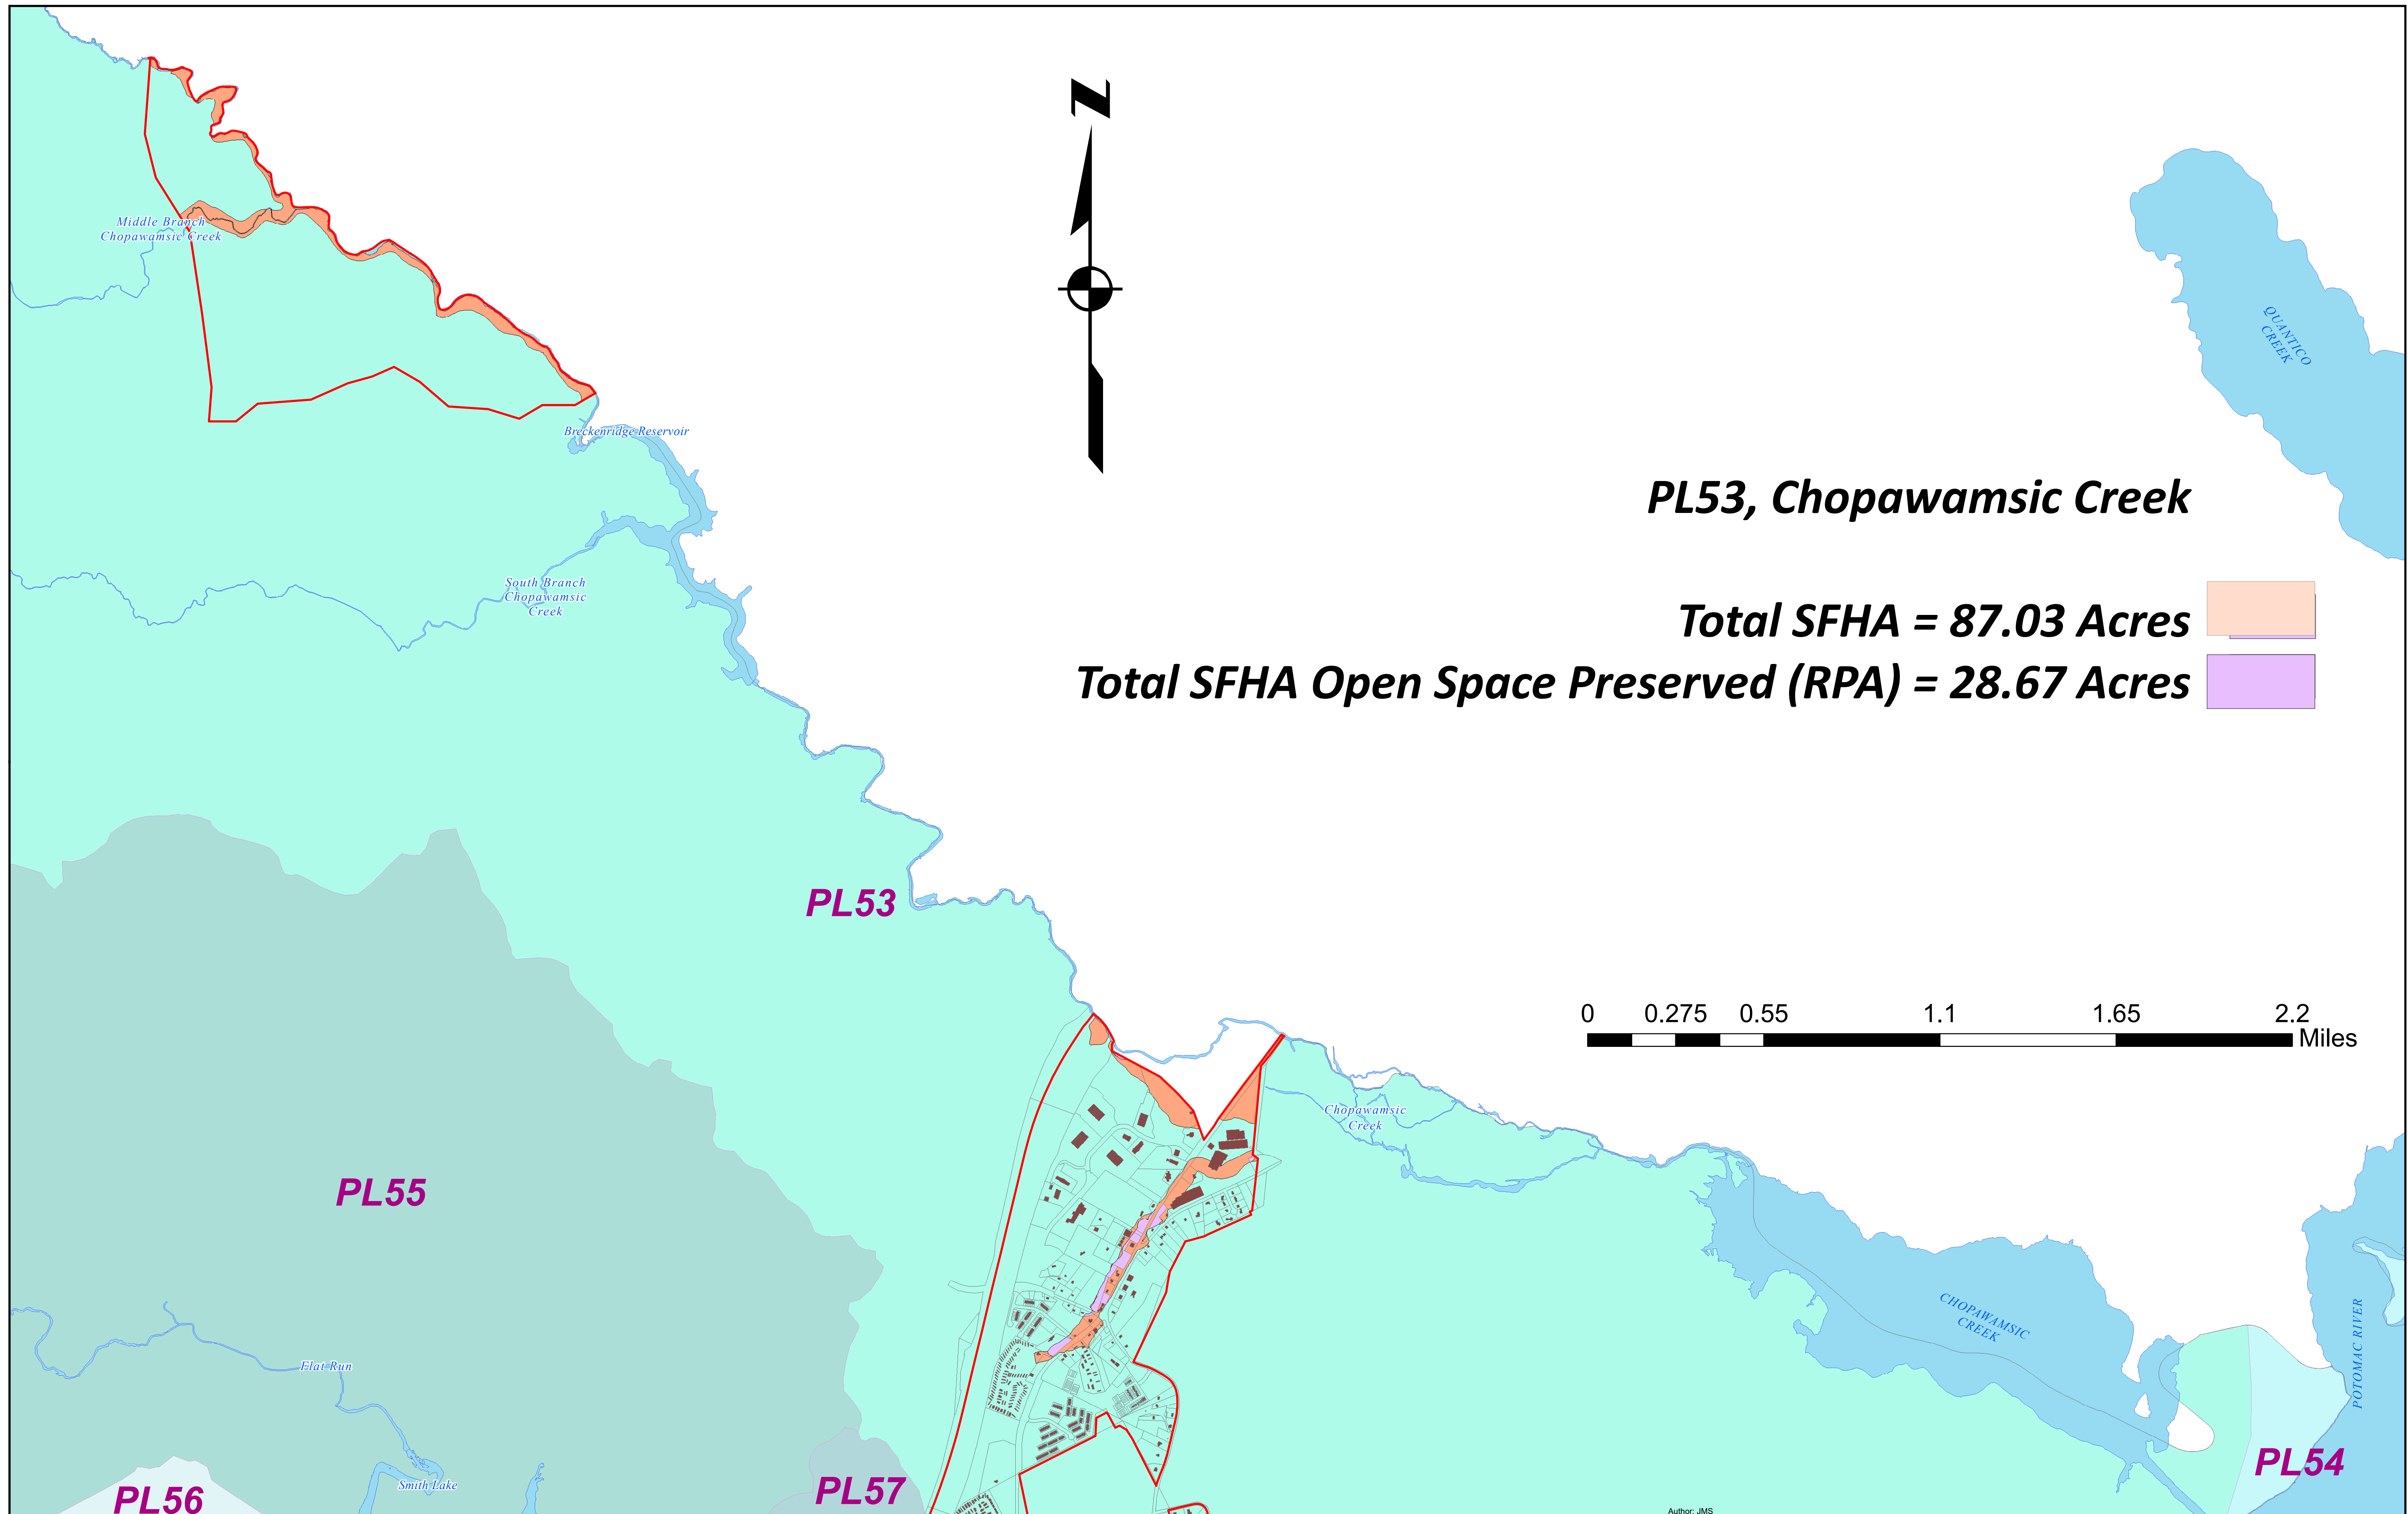 N
Middle Branch
Chopawamsic Creek
QUANTICO
CREEK
Breckenridge Reservoir
PL53, Chopawamsic Creek
South Branch
Chopawamsic
Creek
Total SFHA = 87.03 Acres
Total SFHA Open Space Preserved (RPA) = 28.67 Acres
PL53
0 0.275 0.55 1.1 1.65 2.2
Miles
Chopawamsic
Creek
PL55
CHOPAWAMSIC
CREEK
POTOMAC RIVER
Flat Run
Smith Lake
PL56
PL57
PL54
Author: JMS